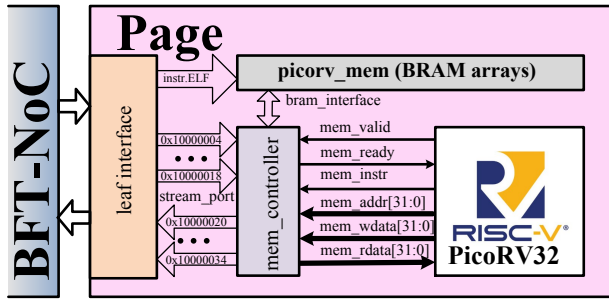 BFT-NoC
Page
leaf interface
instr.ELF
picorv_mem (BRAM arrays)
bram_interface
0x10000004
•••
0x10000018
stream_port
0x10000020
•••
0x10000034
mem_controller
mem_valid
mem_ready
mem_instr
mem_addr[31:0]
mem_wdata[31:0]
mem_rdata[31:0]
RISC-V®
PicoRV32